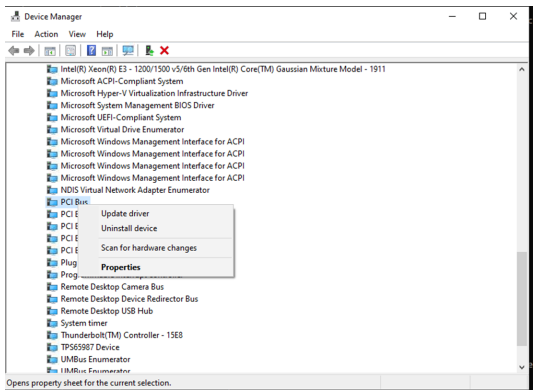 Device Manager
File Action View Help
Intel(R) Xeon(R) E3 - 1200/1500 v5/6th Gen Intel(R) Core(TM) Gaussian Mixture Model - 1911
Microsoft ACPI-Compliant System
Microsoft Hyper-V Virtualization Infrastructure Driver
Microsoft System Management BIOS Driver
Microsoft UEFI-Compliant System
Microsoft Virtual Drive Enumerator
Microsoft Windows Management Interface for ACPI
Microsoft Windows Management Interface for ACPI
Microsoft Windows Management Interface for ACPI
Microsoft Windows Management Interface for ACPI
NDIS Virtual Network Adapter Enumerator
PCI Bus
PCI
Update driver
PCI
Uninstall device
PCI
PCI
Scan for hardware changes
Plug
Properties
Remote Desktop Camera Bus
Remote Desktop Device Redirector Bus
Remote Desktop USB Hub
System timer
Thunderbolt(TM) Controller - 15E8
TPS65987 Device
UMBus Enumerator
UMBus Enumerator
Opens property sheet for the current selection.